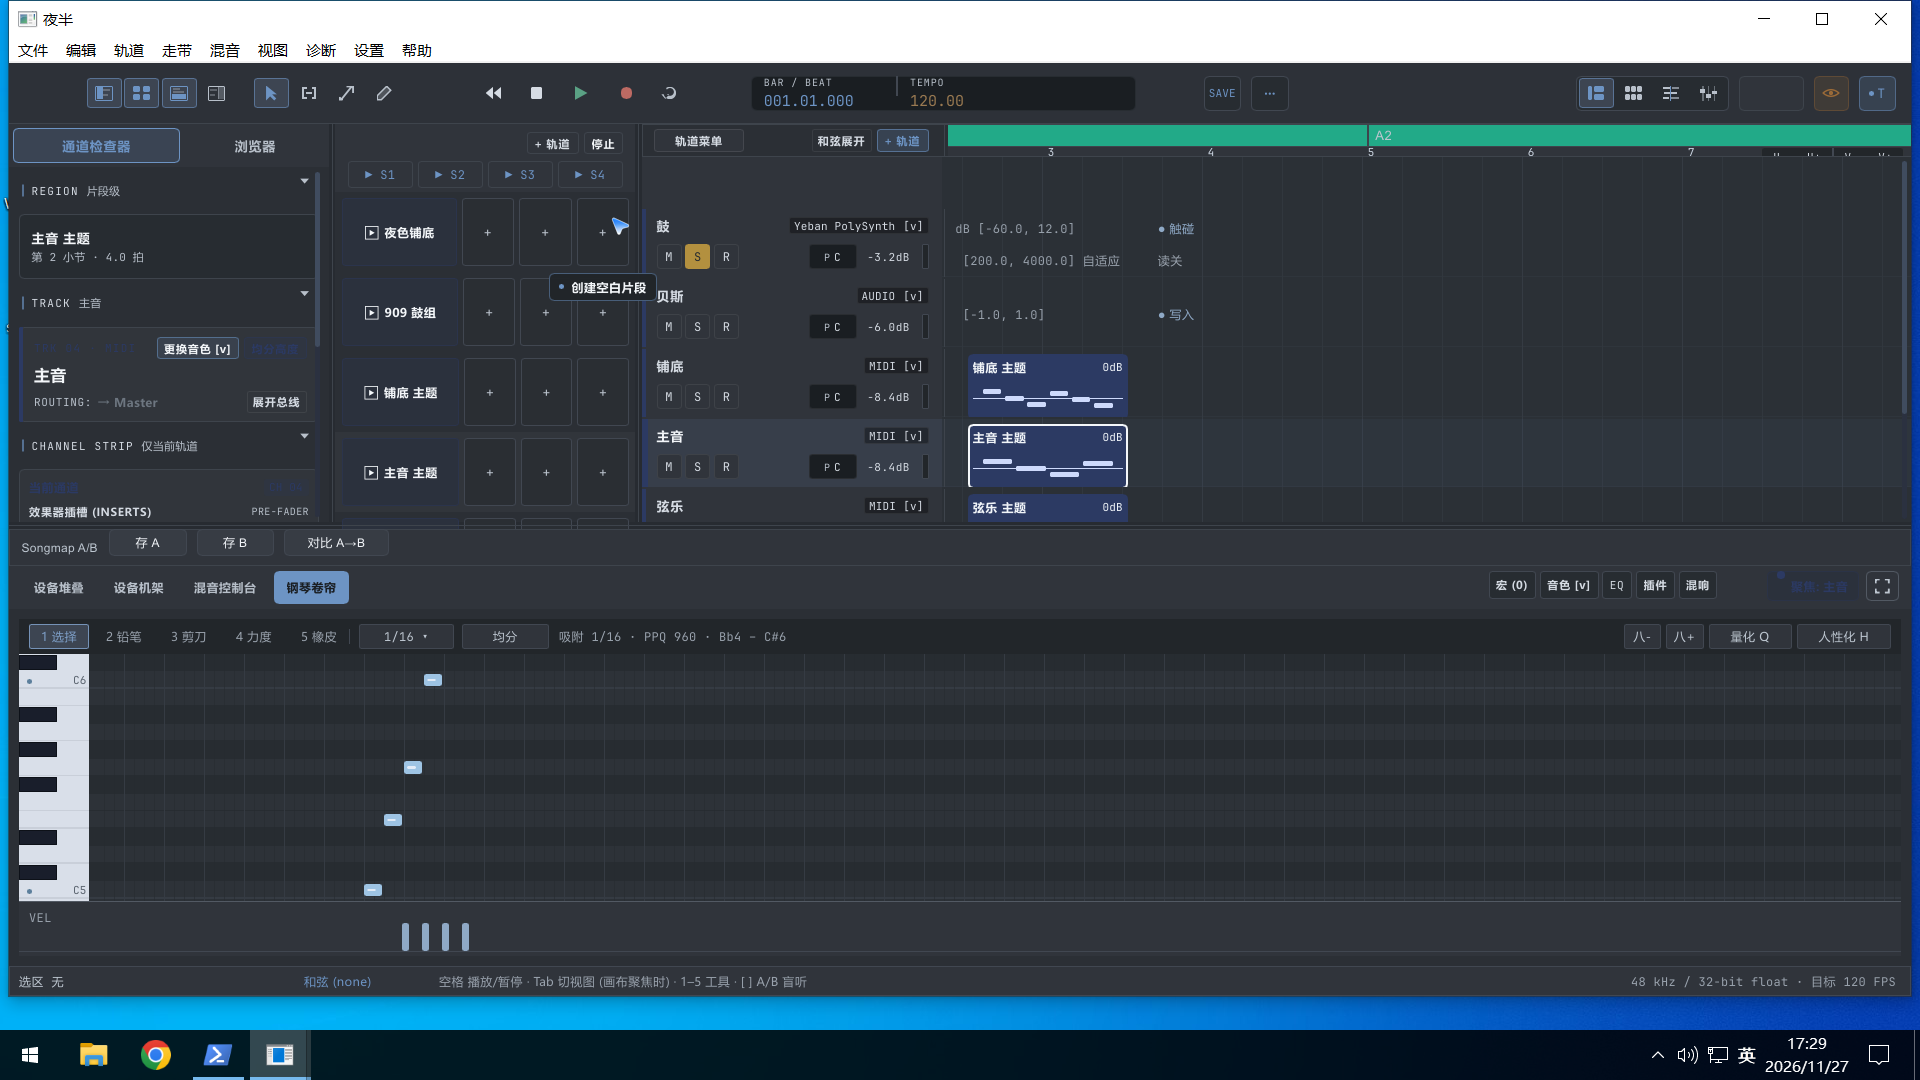 夜半
文件 编辑 轨道 走带 混音 视图 诊断 设置 帮助
BAR / BEAT
001.01.000
TEMPO
120.00
SAVE
...
T
通道检查器 浏览器
REGION 片段级
主音 主题
第 2 小节 · 4.0 拍
TRACK 主音
更换音色 [v]
主音
ROUTING: → Master
展开总线
CHANNEL STRIP 仅当前轨道
当前通道
效果器插槽 (INSERTS)
PRE-FADER
+ 轨道 停止
S1 S2 S3 S4
夜色铺底 + + +
909 鼓组 + + +
铺底 主题 + + +
主音 主题 + + +
创建空白片段
轨道菜单 和弦展开 + 轨道
A2
3 4 5 6 7
鼓 Yeban PolySynth [v]
M S R P C -3.2dB
贝斯 AUDIO [v]
M S R P C -6.0dB
铺底 MIDI [v]
M S R P C -8.4dB
主音 MIDI [v]
M S R P C -8.4dB
弦乐 MIDI [v]
dB [-60.0, 12.0] 触碰
[200.0, 4000.0] 自适应 读关
[-1.0, 1.0] 写入
铺底 主题 0dB
主音 主题 0dB
弦乐 主题 0dB
Songmap A/B 存 A 存 B 对比 A→B
设备堆叠 设备机架 混音控制台 钢琴卷帘
宏 (0) 音色 [v] EQ 插件 混响
聚焦: 主音
1 选择 2 铅笔 3 剪刀 4 力度 5 橡皮 1/16 均分 吸附 1/16 · PPQ 960 · Bb4 – C#6
八- 八+ 量化 Q 人性化 H
C6
C5
VEL
选区 无 和弦 (none) 空格 播放/暂停 · Tab 切视图 (画布聚焦时) · 1–5 工具 · [ ] A/B 盲听
48 kHz / 32-bit float · 目标 120 FPS
英
17:29
2026/11/27